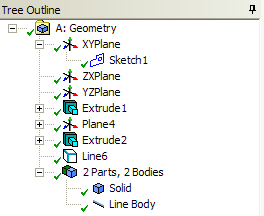 Tree Outline
A: Geometry
XYPlane
Sketch1
ZXPlane
YZPlane
Extrude1
Plane4
Extrude2
Line6
2 Parts, 2 Bodies
Solid
Line Body